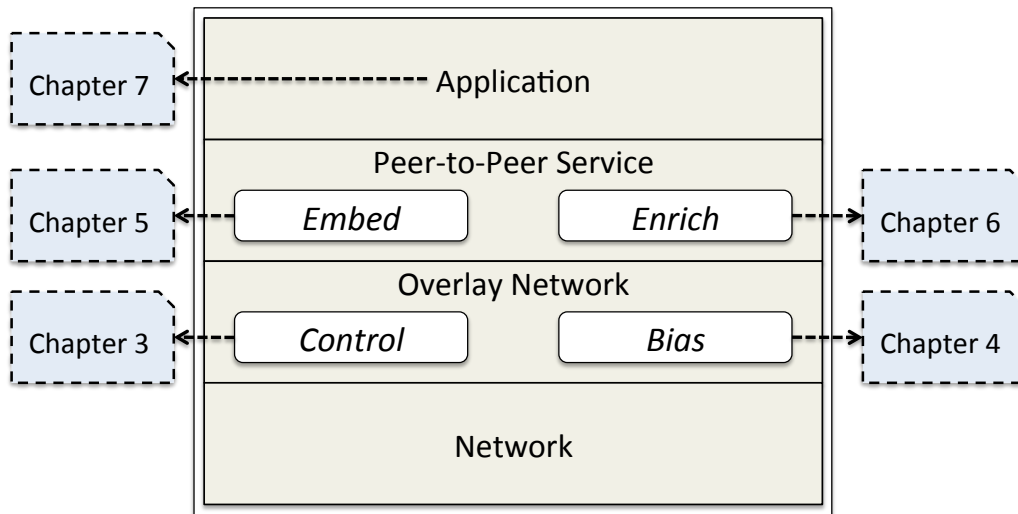 Chapter 7
Application
Peer-to-Peer Service
Chapter 5
Embed
Enrich
Chapter 6
Overlay Network
Chapter 3
Control
Bias
Chapter 4
Network